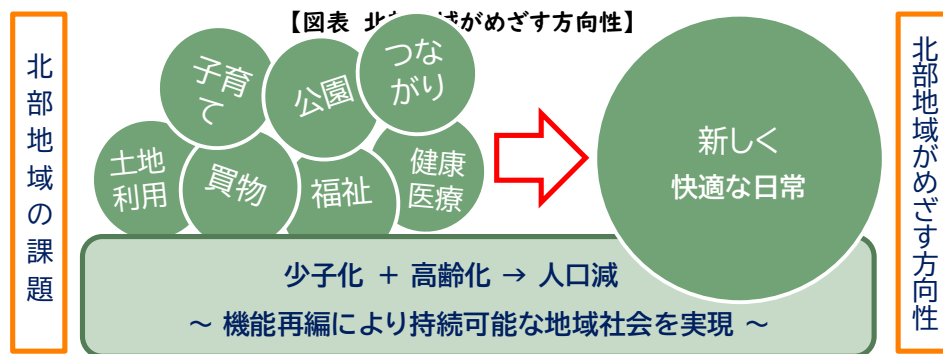 【図表 北部地域がめざす方向性】
北部地域の課題
子育
て
公園
つな
がり
土地
利用
買物
福祉
健康
医療
新しく
快適な日常
北部地域がめざす方向性
少子化 + 高齢化 → 人口減
~ 機能再編により持続可能な地域社会を実現 ~